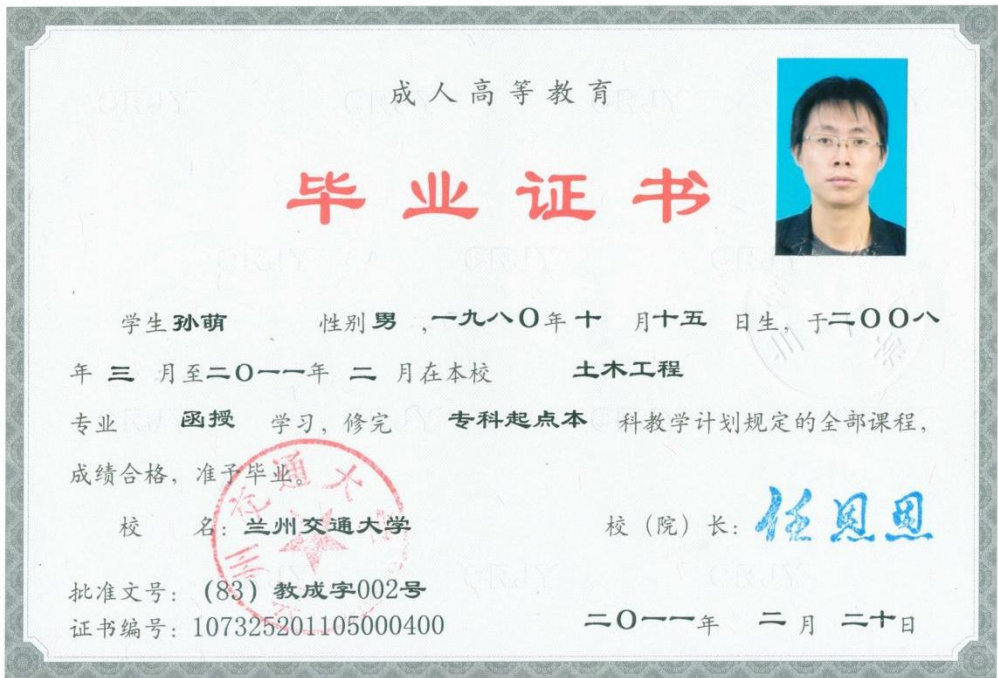 成人高等教育
毕业证书
学生孙萌 性别男,一九八〇年十月十五日生,于二〇〇八
年三月至二〇一一年二月在本校 土木工程
专业 函授 学习,修完 专科起点本 科教学计划规定的全部课程,
成绩合格,准予毕业。
校 名:兰州交通大学 校(院)长:任恩恩
批准文号:(83)教成字002号
证书编号:107325201105000400 二〇一一年 二月 二十日